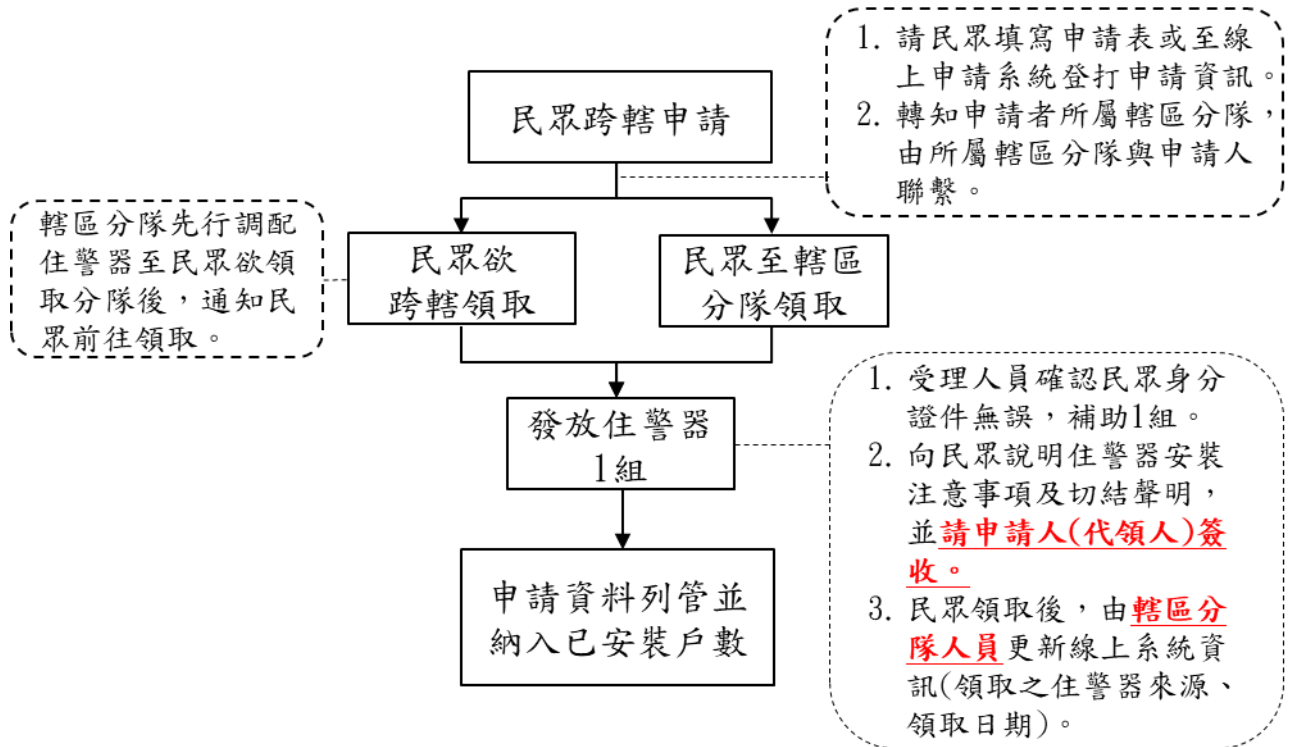 1. 請民眾填寫申請表或至線
上申請系統登打申請資訊。
2. 轉知申請者所屬轄區分隊，
由所屬轄區分隊與申請人
聯繫。
民眾跨轄申請
轄區分隊先行調配
住警器至民眾欲領
取分隊後，通知民
眾前往領取。
民眾欲
跨轄領取
民眾至轄區
分隊領取
發放住警器
1組
1. 受理人員確認民眾身分
證件無誤，補助1組。
2. 向民眾說明住警器安裝
注意事項及切結聲明，
並請申請人(代領人)簽
收。
3. 民眾領取後，由轄區分
隊人員更新線上系統資
訊(領取之住警器來源、
領取日期)。
申請資料列管並
納入已安裝戶數